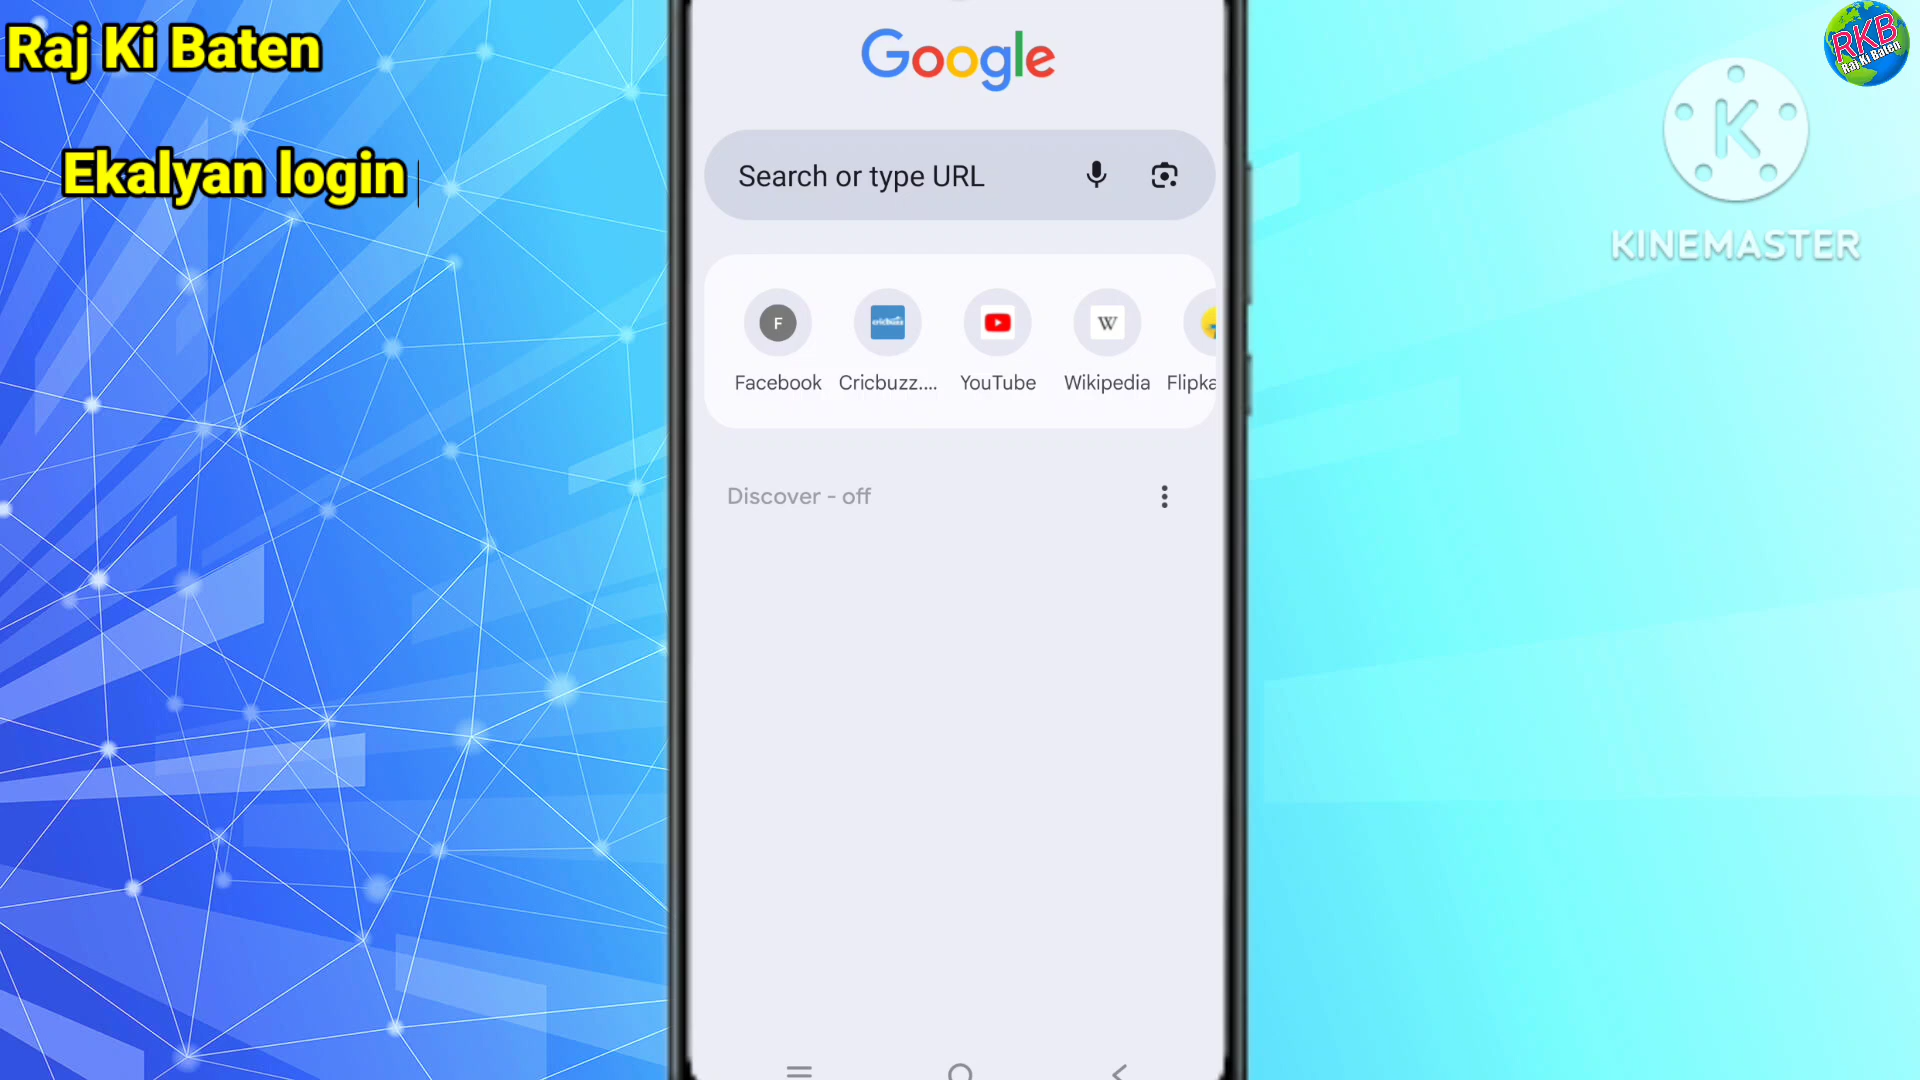 Raj Ki Baten
Ekalyan login
Google
Search or type URL
F
cricbuzz
W
Facebook
Cricbuzz....
YouTube
Wikipedia
Flipka
Discover - off
RKB
Raj Ki Baten
K
KINEMASTER